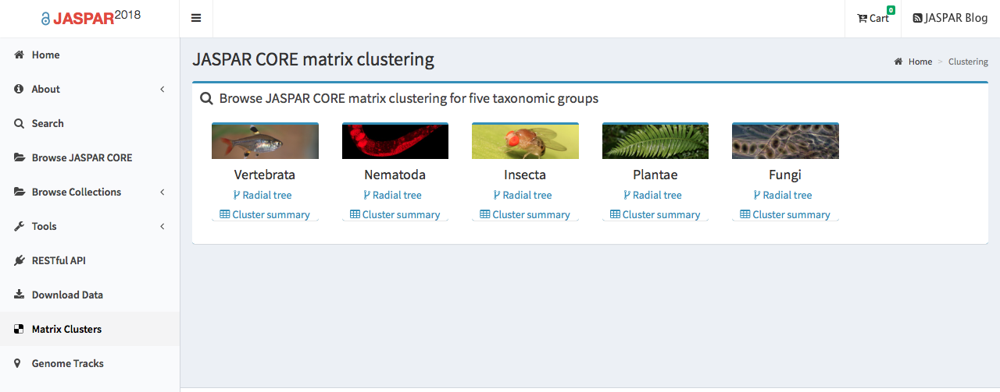 JASPAR2018
0
Cart
JASPAR Blog
Home
About
Search
Browse JASPAR CORE
Browse Collections
Tools
RESTful API
Download Data
Matrix Clusters
Genome Tracks
JASPAR CORE matrix clustering
Home > Clustering
Browse JASPAR CORE matrix clustering for five taxonomic groups
Vertebrata
Radial tree
Cluster summary
Nematoda
Radial tree
Cluster summary
Insecta
Radial tree
Cluster summary
Plantae
Radial tree
Cluster summary
Fungi
Radial tree
Cluster summary